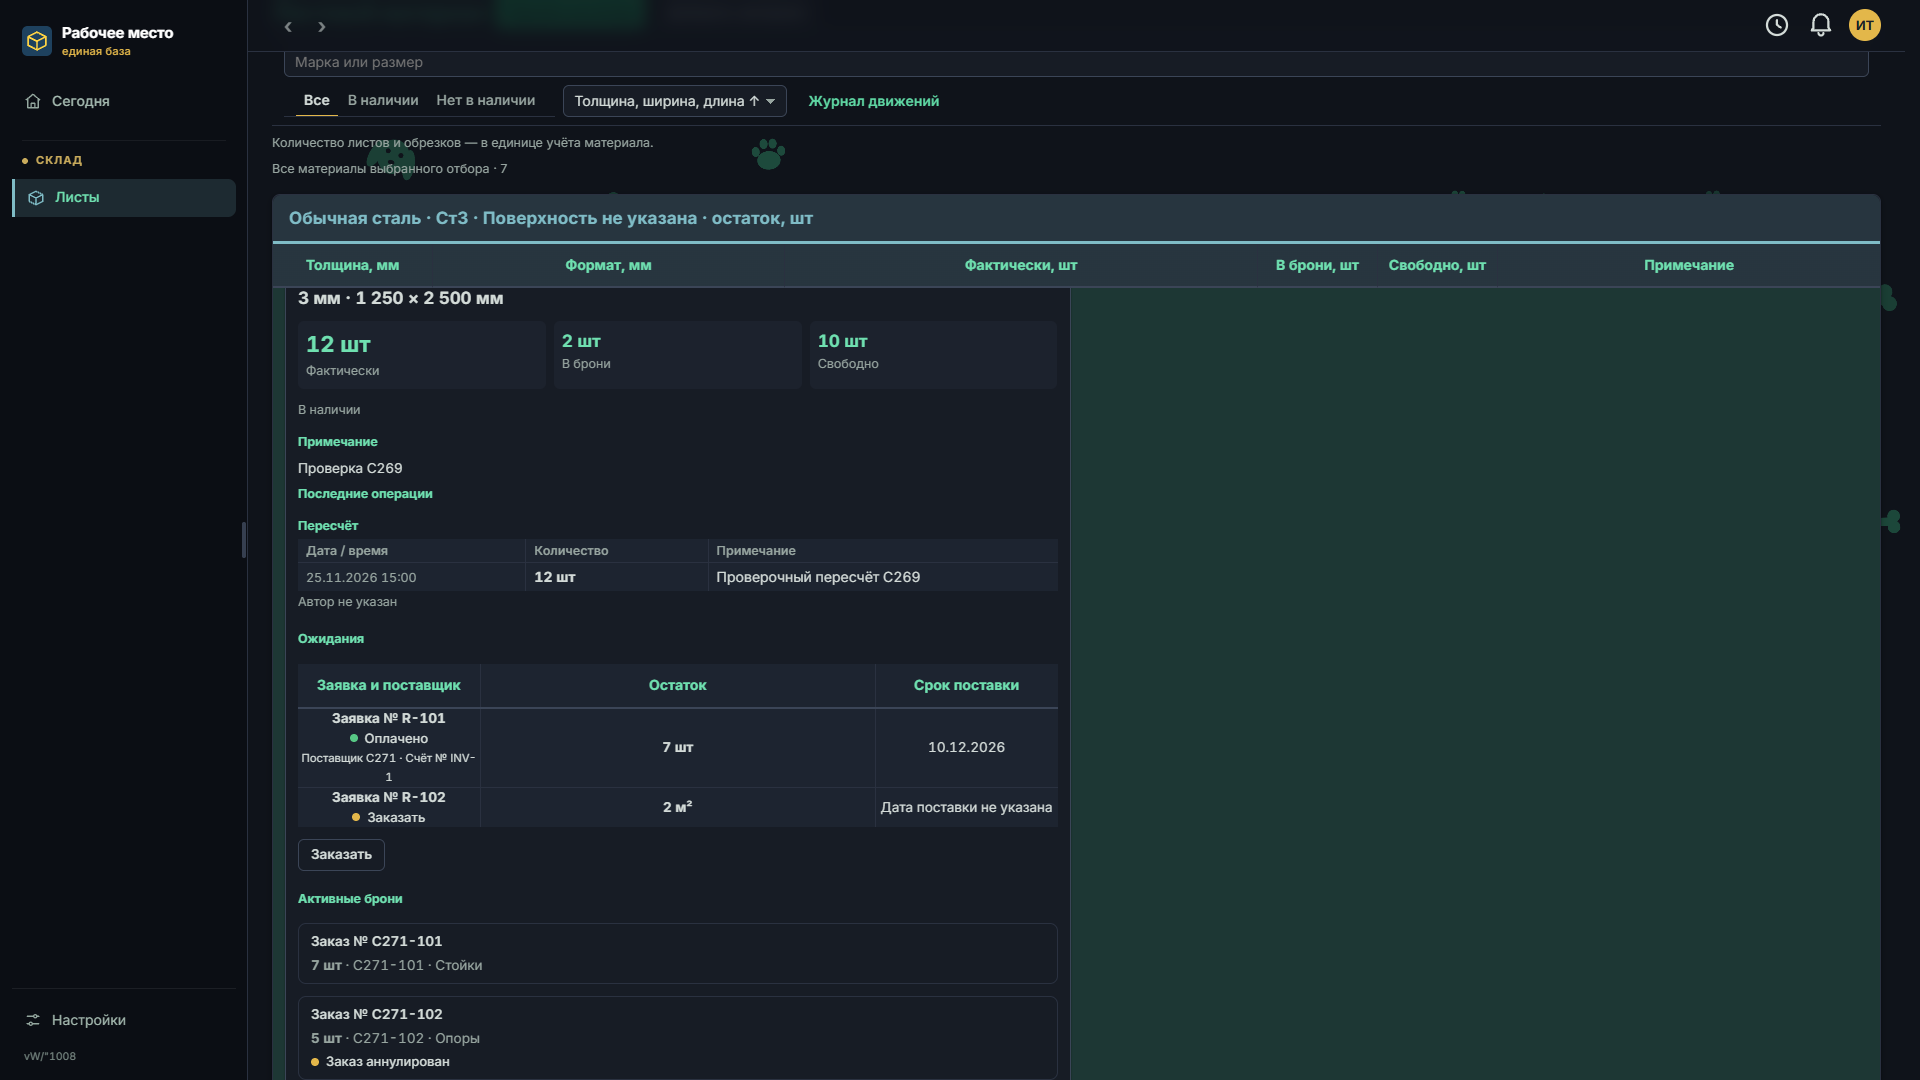 Рабочее место
единая база
ИТ
Сегодня
СКЛАД
Листы
Настройки
vW/"1008
Марка или размер
Все В наличии Нет в наличии Толщина, ширина, длина ↑ Журнал движений
Количество листов и обрезков — в единице учёта материала.
Все материалы выбранного отбора · 7
Обычная сталь · Ст3 · Поверхность не указана · остаток, шт
Толщина, мм Формат, мм Фактически, шт В брони, шт Свободно, шт Примечание
3 мм · 1 250 × 2 500 мм
12 шт 2 шт 10 шт
Фактически В брони Свободно
В наличии
Примечание
Проверка С269
Последние операции
Пересчёт
Дата / время Количество Примечание
25.11.2026 15:00 12 шт Проверочный пересчёт С269
Автор не указан
Ожидания
Заявка и поставщик Остаток Срок поставки
Заявка № R-101
Оплачено
Поставщик С271 · Счёт № INV-
1
7 шт 10.12.2026
Заявка № R-102
Заказать
2 м² Дата поставки не указана
Заказать
Активные брони
Заказ № С271-101
7 шт · С271-101 · Стойки
Заказ № С271-102
5 шт · С271-102 · Опоры
Заказ аннулирован